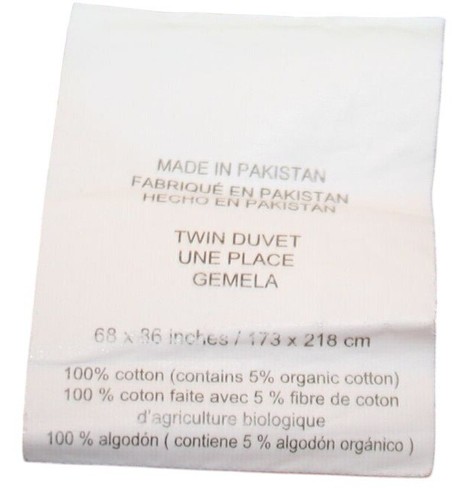 MADE IN PAKISTAN
FABRIQUÉ EN PAKISTAN
HECHO EN PAKISTAN
TWIN DUVET
UNE PLACE
GEMELA
68 x 86 inches / 173 x 218 cm
100% cotton (contains 5% organic cotton)
100 % coton faite avec 5 % fibre de coton
d'agriculture biologique
100 % algodón ( contiene 5 % algodón orgánico )